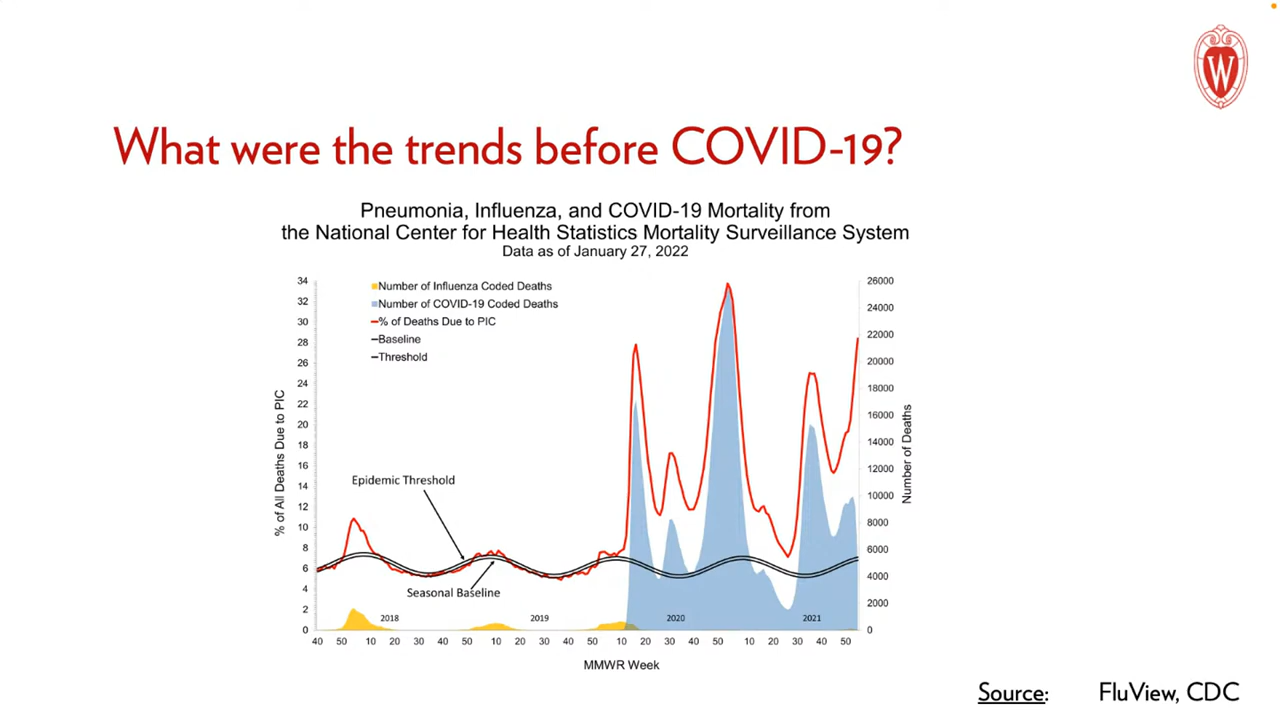 W
What were the trends before COVID-19?
Pneumonia, Influenza, and COVID-19 Mortality from
the National Center for Health Statistics Mortality Surveillance System
Data as of January 27, 2022
Number of Influenza Coded Deaths
Number of COVID-19 Coded Deaths
% of Deaths Due to PIC
Baseline
Threshold
% of All Deaths Due to PIC
34
32
30
28
26
24
22
20
18
16
14
12
10
8
6
4
2
0
Epidemic Threshold
Seasonal Baseline
2018
2019
2020
2021
26000
24000
22000
20000
18000
16000
14000
12000
10000
8000
6000
4000
2000
0
Number of Deaths
40 50 10 20 30 40 50 10 20 30 40 50 10 20 30 40 50 10 20 30 40 50
MMWR Week
Source: FluView, CDC